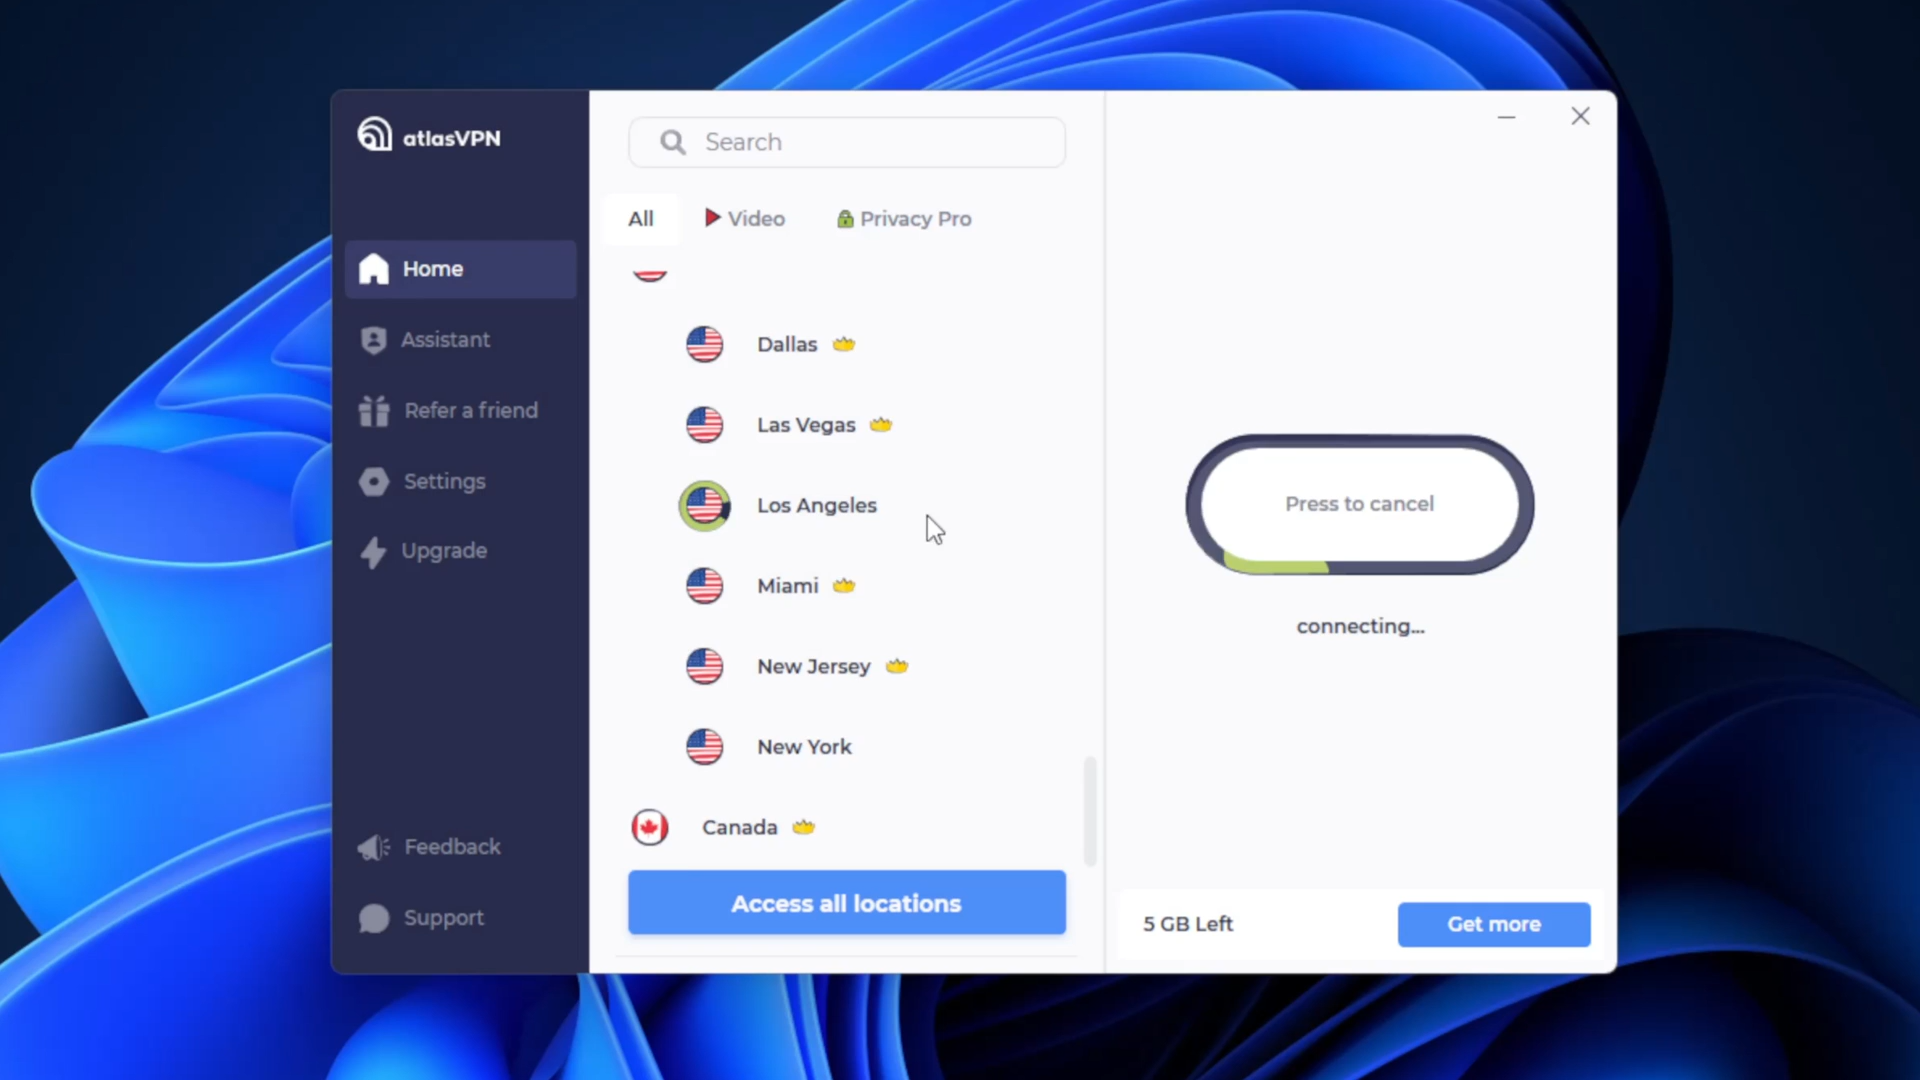 atlasVPN
Home
Assistant
Refer a friend
Settings
Upgrade
Feedback
Support
Search
All
Video
Privacy Pro
Dallas
Las Vegas
Los Angeles
Miami
New Jersey
New York
Canada
Access all locations
Press to cancel
connecting...
5 GB Left
Get more